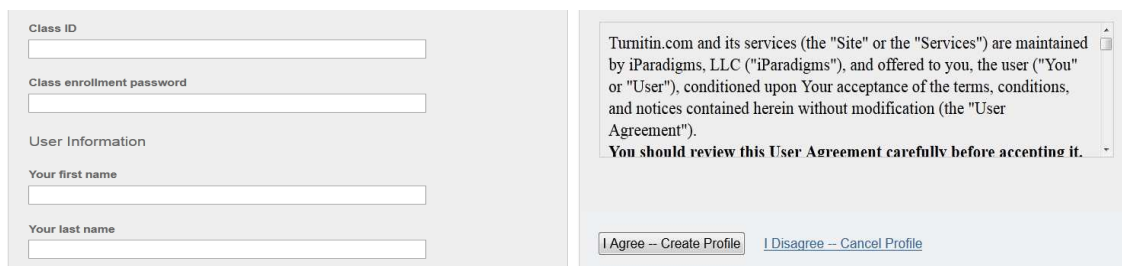 Class ID
Class enrollment password
User Information
Your first name
Your last name
Turnitin.com and its services (the "Site" or the "Services") are maintained
by iParadigms, LLC ("iParadigms"), and offered to you, the user ("You"
or "User"), conditioned upon Your acceptance of the terms, conditions,
and notices contained herein without modification (the "User
Agreement").
You should review this User Agreement carefully before accepting it.
I Agree -- Create Profile
I Disagree -- Cancel Profile